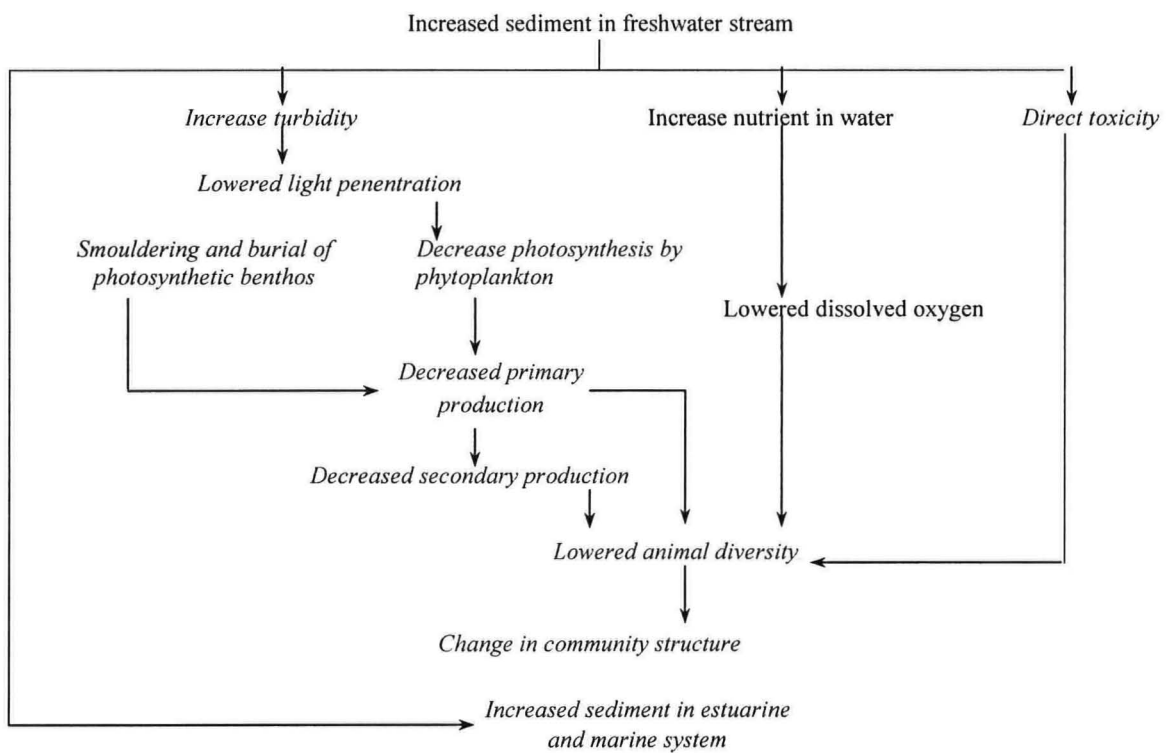 Increased sediment in freshwater stream
Increase turbidity
Increase nutrient in water
Direct toxicity
Lowered light penentration
Smouldering and burial of
photosynthetic benthos
Decrease photosynthesis by
phytoplankton
Lowered dissolved oxygen
Decreased primary
production
Decreased secondary production
Lowered animal diversity
Change in community structure
Increased sediment in estuarine
and marine system